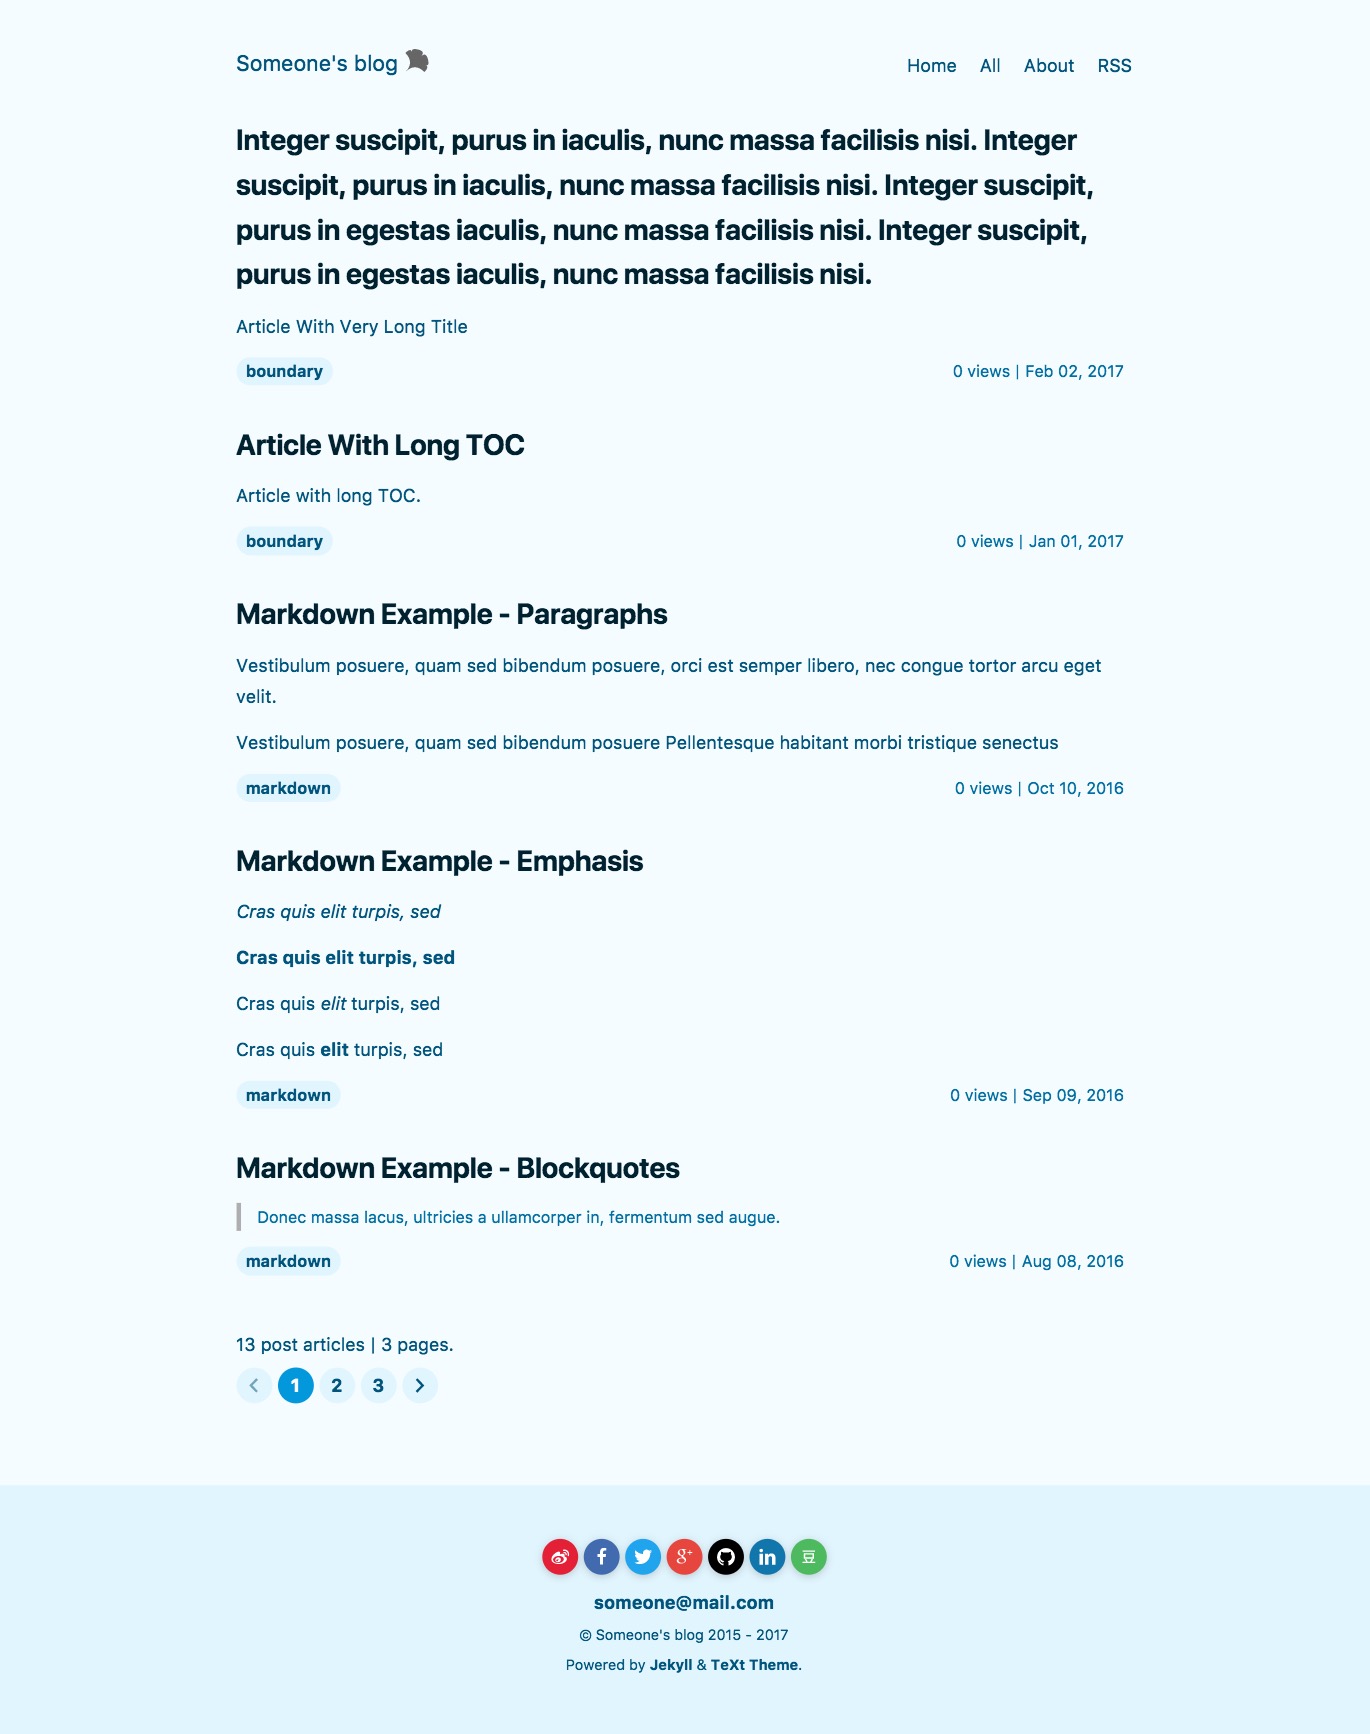 Someone's blog
Home All About RSS
Integer suscipit, purus in iaculis, nunc massa facilisis nisi. Integer
suscipit, purus in iaculis, nunc massa facilisis nisi. Integer suscipit,
purus in egestas iaculis, nunc massa facilisis nisi. Integer suscipit,
purus in egestas iaculis, nunc massa facilisis nisi.
Article With Very Long Title
boundary 0 views | Feb 02, 2017
Article With Long TOC
Article with long TOC.
boundary 0 views | Jan 01, 2017
Markdown Example - Paragraphs
Vestibulum posuere, quam sed bibendum posuere, orci est semper libero, nec congue tortor arcu eget
velit.
Vestibulum posuere, quam sed bibendum posuere Pellentesque habitant morbi tristique senectus
markdown 0 views | Oct 10, 2016
Markdown Example - Emphasis
Cras quis elit turpis, sed
Cras quis elit turpis, sed
Cras quis elit turpis, sed
Cras quis elit turpis, sed
markdown 0 views | Sep 09, 2016
Markdown Example - Blockquotes
Donec massa lacus, ultricies a ullamcorper in, fermentum sed augue.
markdown 0 views | Aug 08, 2016
13 post articles | 3 pages.
1 2 3
f g+ in 豆
someone@mail.com
© Someone's blog 2015 - 2017
Powered by Jekyll & TeXt Theme.